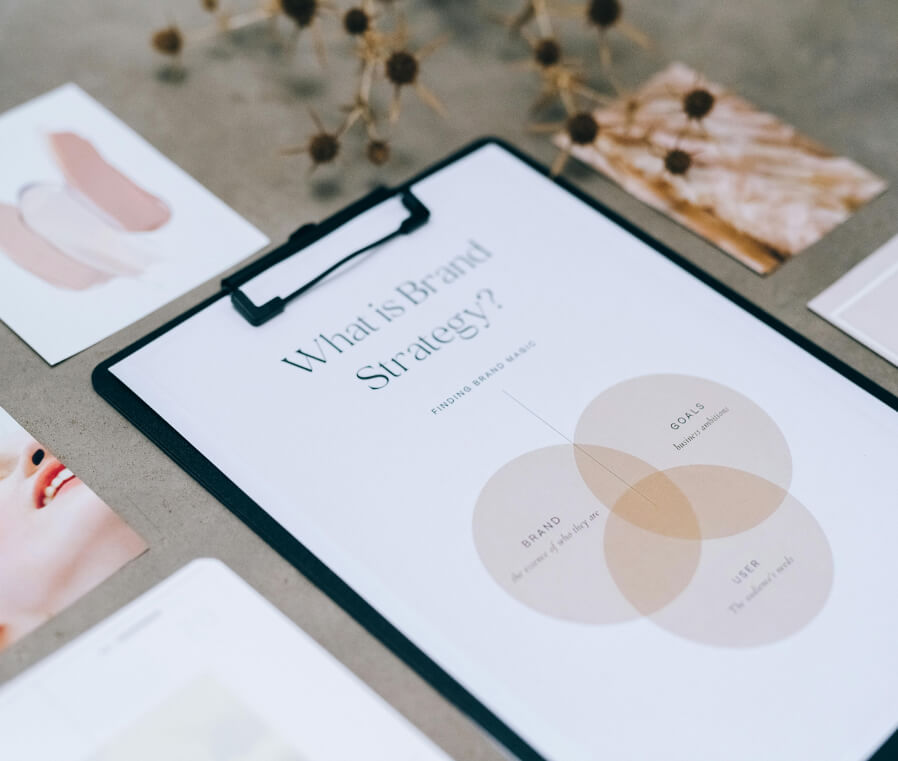 What is Brand
Strategy?
FINDING BRAND MAGIC
GOALS
business ambitions
BRAND
the essence of who they are
USER
The audience's needs